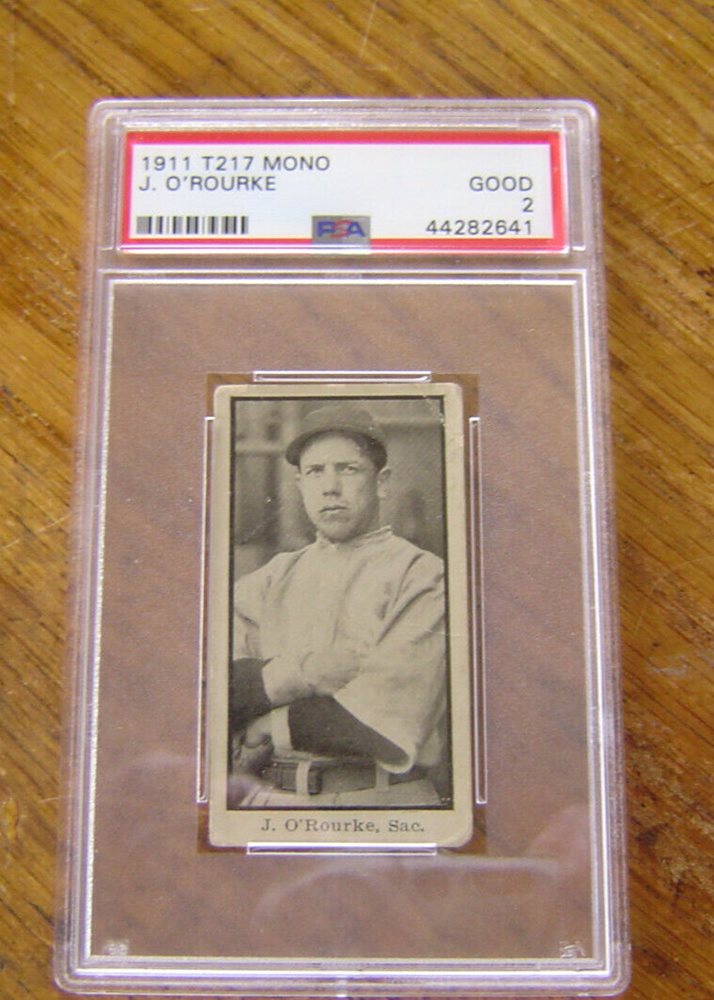 1911 T217 MONO
J. O'ROURKE GOOD
2
PSA 44282641
J. O'Rourke, Sac.